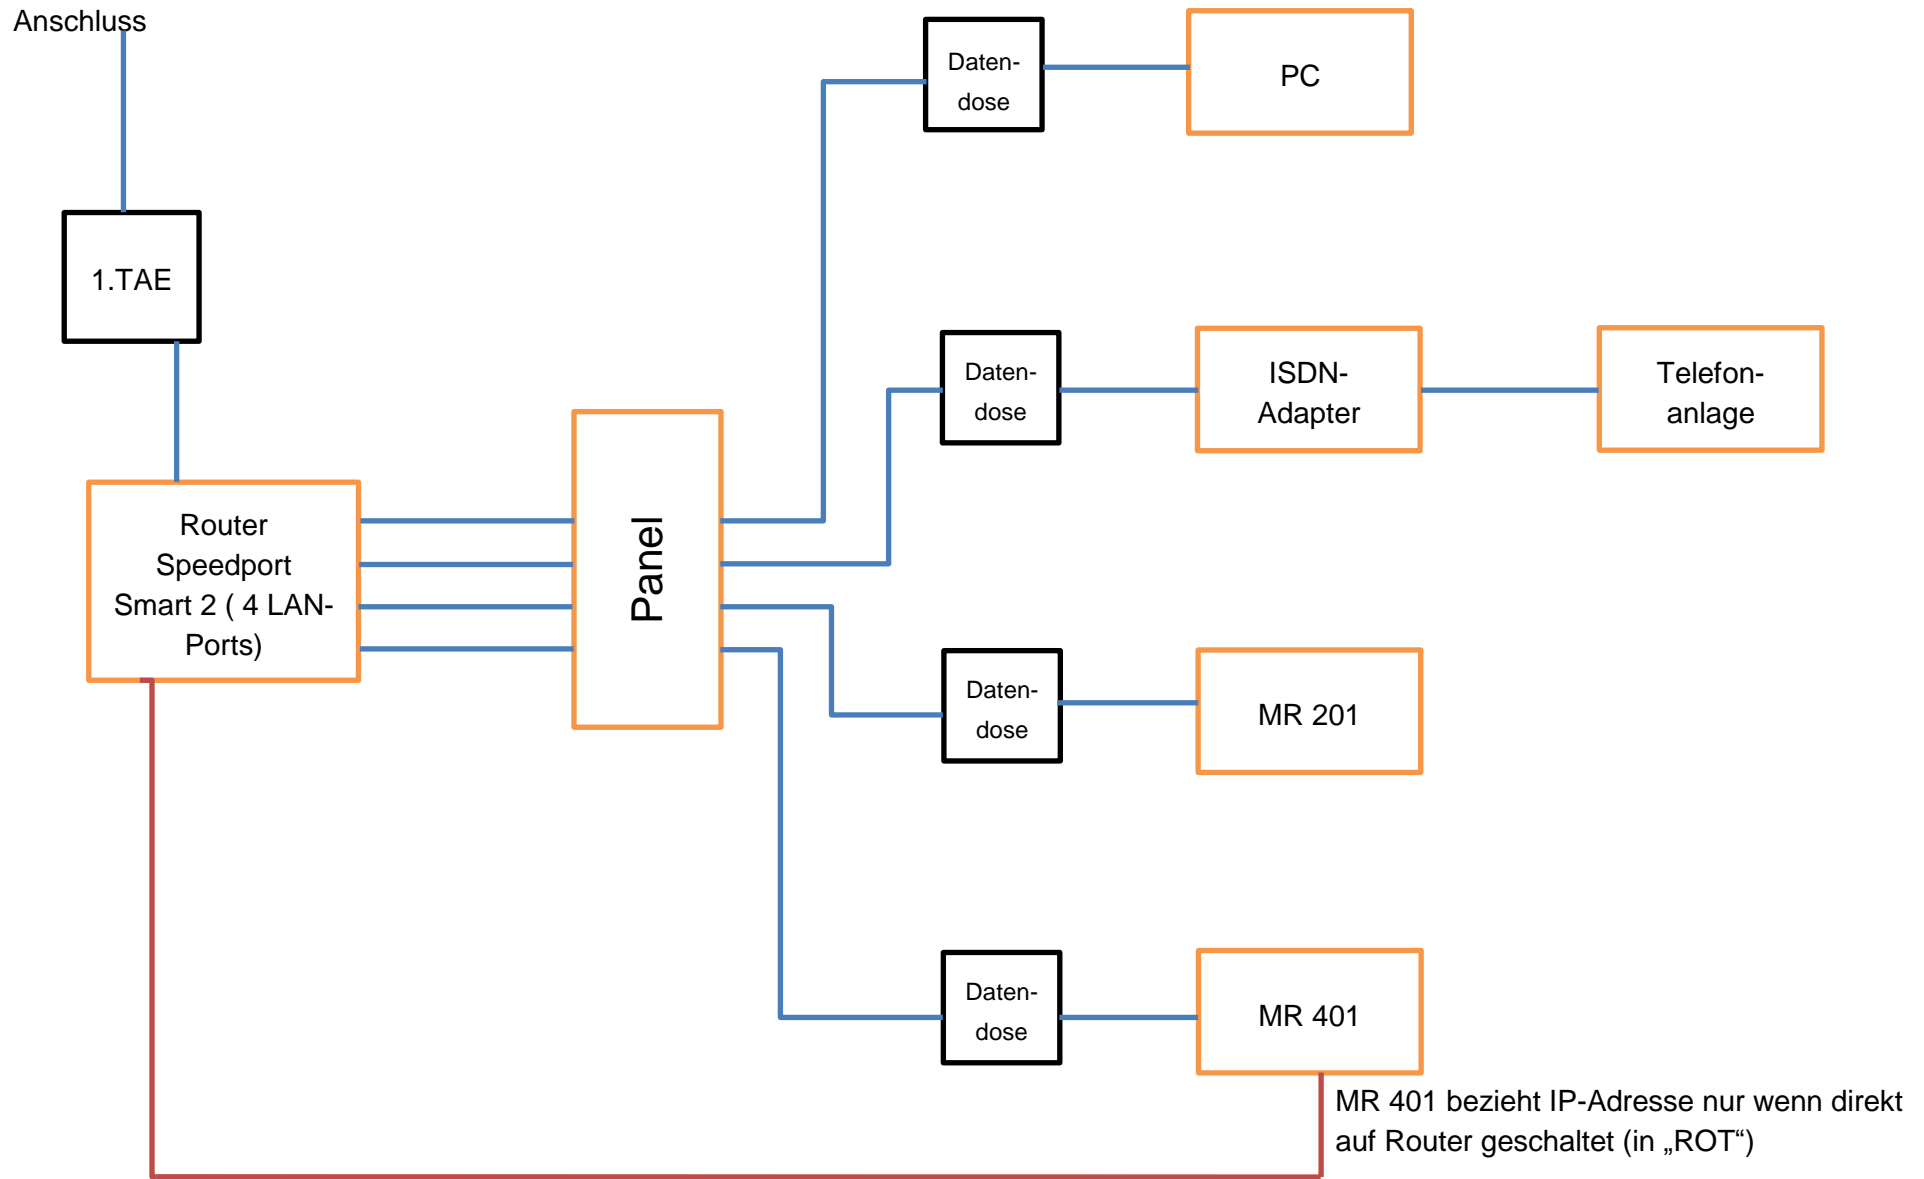 Anschluss
Daten-
dose
PC
1.TAE
Daten-
dose
ISDN-
Adapter
Telefon-
anlage
Router
Speedport
Smart 2 ( 4 LAN-
Ports)
Panel
Daten-
dose
MR 201
Daten-
dose
MR 401
MR 401 bezieht IP-Adresse nur wenn direkt
auf Router geschaltet (in „ROT“)